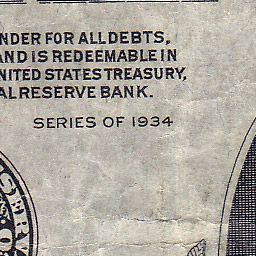 NDER FOR ALL DEBTS,
AND IS REDEEMABLE IN
NITED STATES TREASURY,
AL RESERVE BANK.
SERIES OF 1934